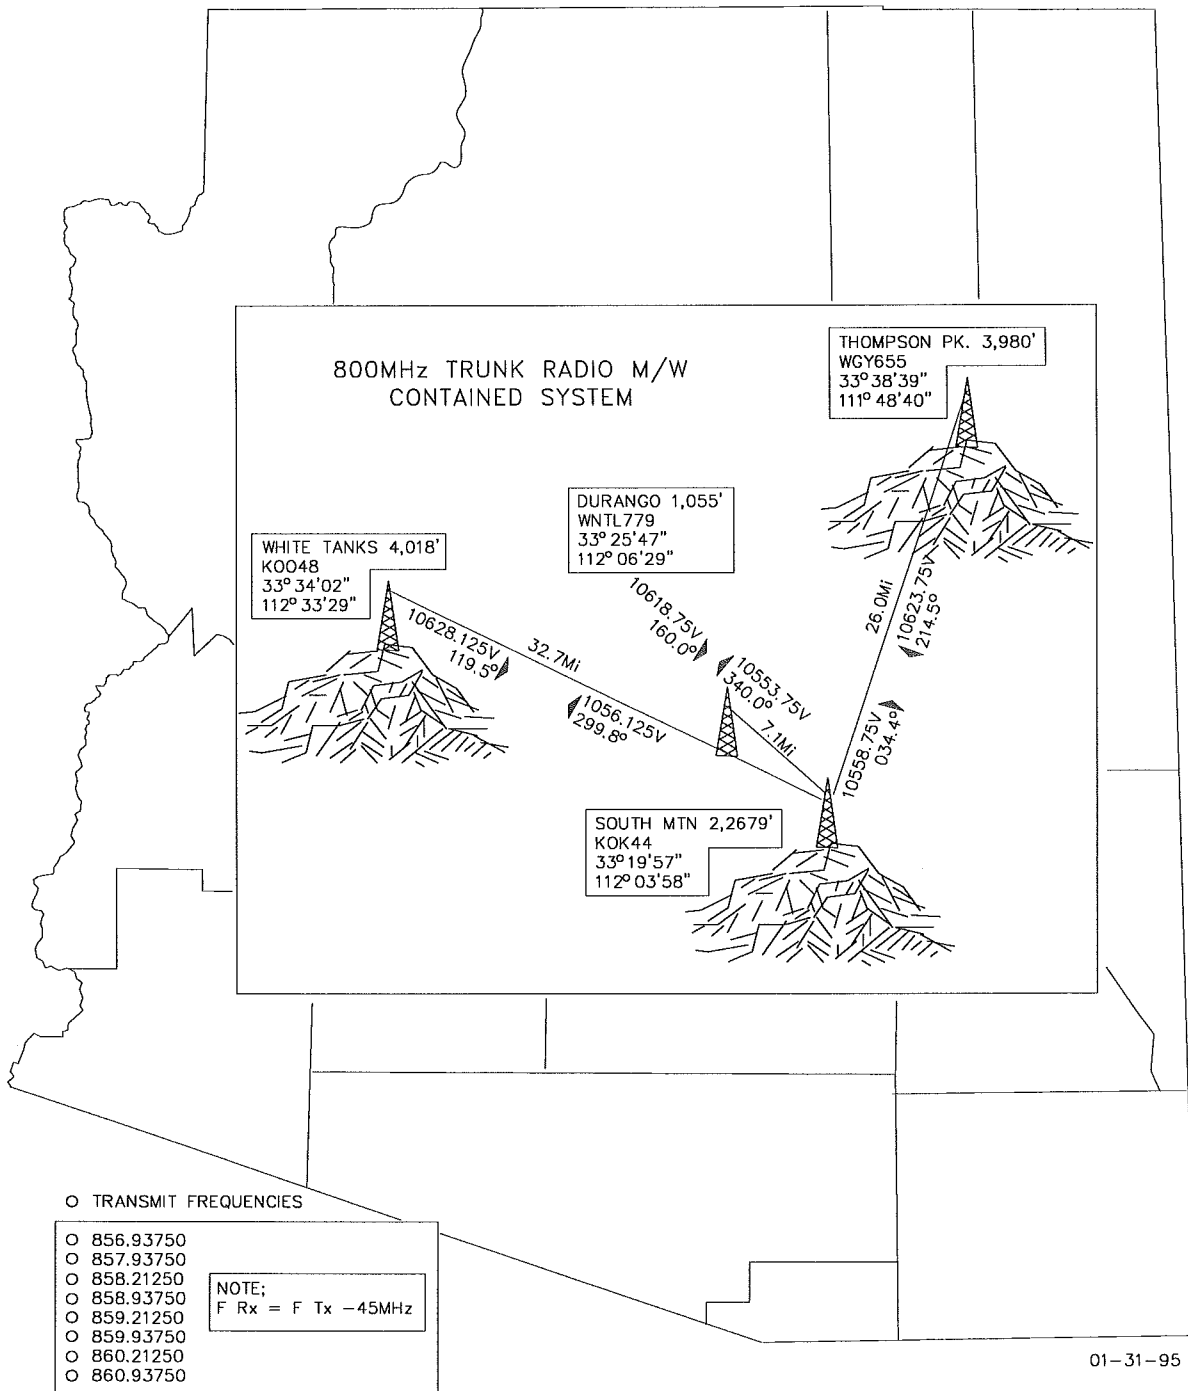 800MHz TRUNK RADIO M/W
CONTAINED SYSTEM
THOMPSON PK. 3,980'
WGY655
33° 38'39"
111° 48'40"
DURANGO 1,055'
WNTL779
33° 25'47"
112° 06'29"
WHITE TANKS 4,018'
KOO48
33° 34'02"
112° 33'29"
10618.75V
160.0°
10553.75V
340.0°
7.1Mi
26.0Mi
10623.75V
214.5°
10558.75V
034.4°
10628.125V
119.5°
32.7Mi
1056.125V
299.8°
SOUTH MTN 2,2679'
KOK44
33° 19'57"
112° 03'58"
O TRANSMIT FREQUENCIES
O 856.93750
O 857.93750
O 858.21250
O 858.93750
O 859.21250
O 859.93750
O 860.21250
O 860.93750
NOTE;
F Rx = F Tx -45MHz
01-31-95